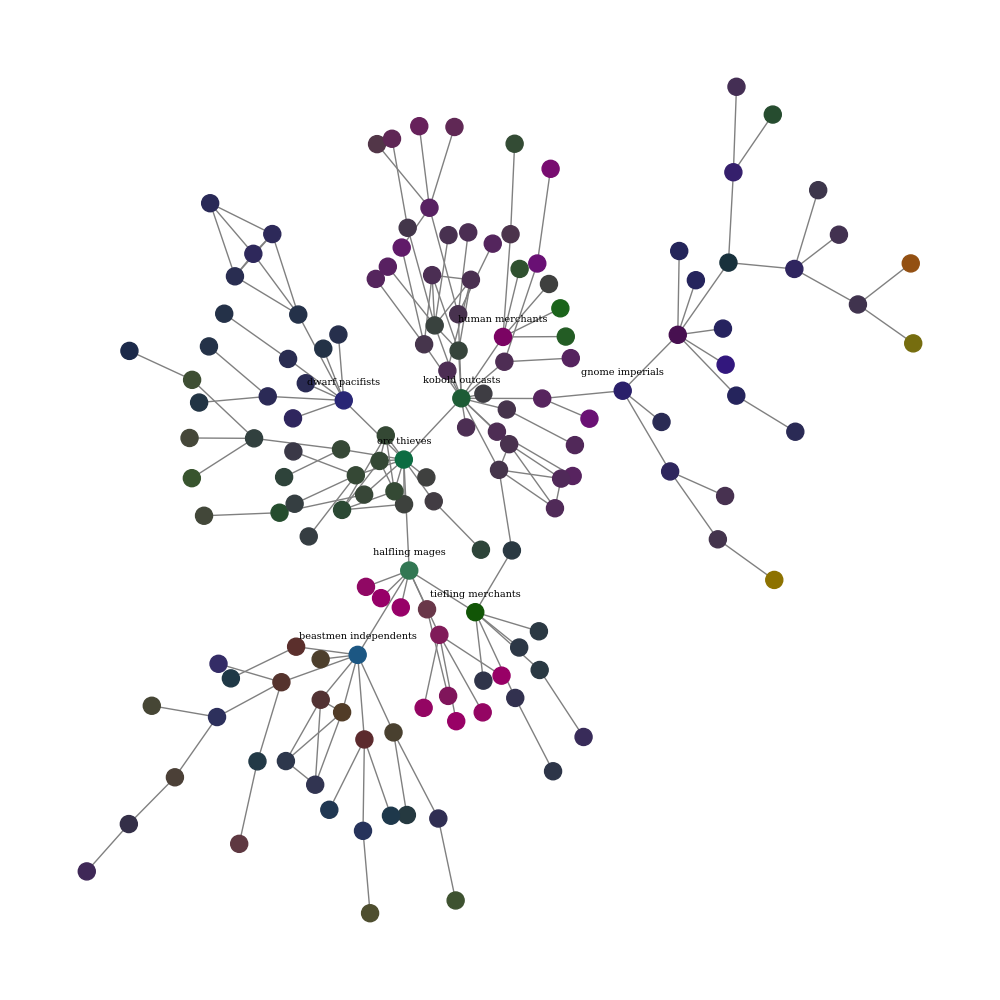 human merchants
gnome imperials
kobold outcasts
dwarf pacifists
orc thieves
halfling mages
tiefling merchants
beastmen independents